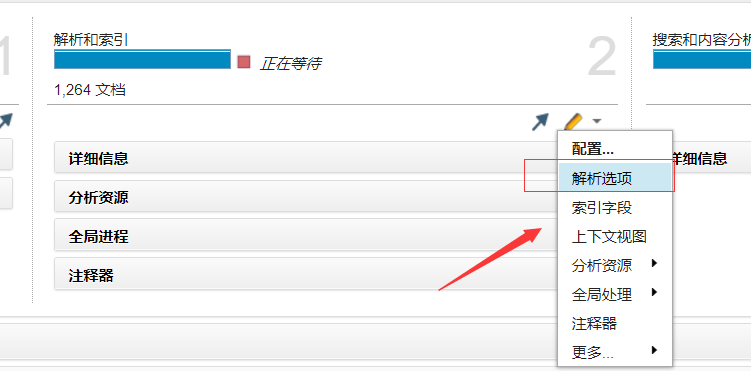 1
解析和索引
正在等待
2
1,264 文档
搜索和内容分析
详细信息
分析资源
全局进程
注释器
配置...
解析选项
索引字段
上下文视图
分析资源
全局处理
注释器
更多...
详细信息